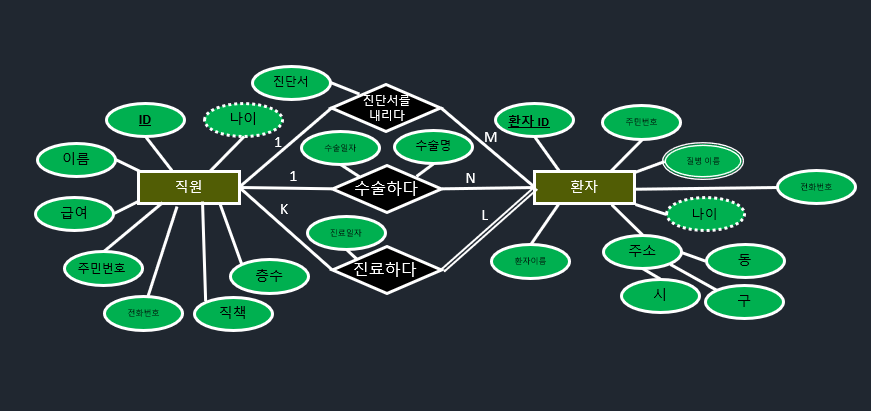 진단서
진단서를
내리다
ID
나이
환자 ID
주민번호
1
M
이름
수술일자
수술명
질병 이름
직원
1
수술하다
N
환자
전화번호
급여
K
L
나이
진료일자
주소
주민번호
진료하다
환자이름
동
층수
시
구
전화번호
직책